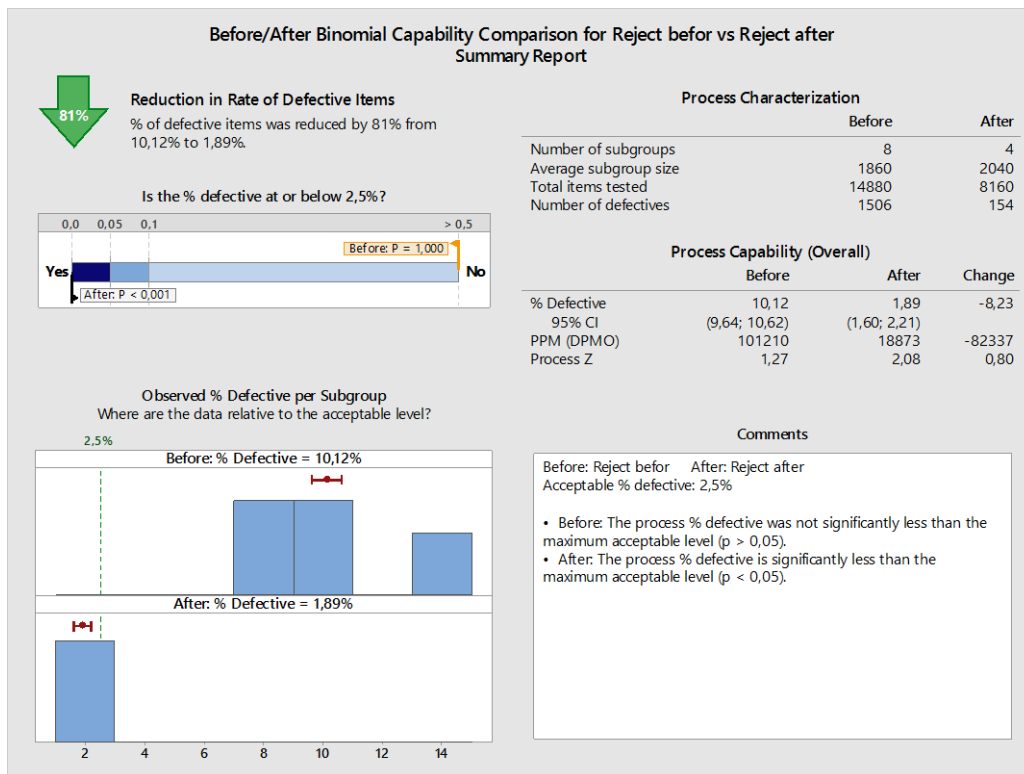 Before/After Binomial Capability Comparison for Reject befor vs Reject after
Summary Report
81%
Reduction in Rate of Defective Items
% of defective items was reduced by 81% from
10,12% to 1,89%.
Is the % defective at or below 2,5%?
0,0 0,05 0,1 > 0,5
Before: P = 1,000
Yes No
After: P < 0,001
Process Characterization
Before After
Number of subgroups 8 4
Average subgroup size 1860 2040
Total items tested 14880 8160
Number of defectives 1506 154
Process Capability (Overall)
Before After Change
% Defective 10,12 1,89 -8,23
95% CI (9,64; 10,62) (1,60; 2,21)
PPM (DPMO) 101210 18873 -82337
Process Z 1,27 2,08 0,80
Observed % Defective per Subgroup
Where are the data relative to the acceptable level?
2,5%
Before: % Defective = 10,12%
After: % Defective = 1,89%
2 4 6 8 10 12 14
Comments
Before: Reject befor After: Reject after
Acceptable % defective: 2,5%
• Before: The process % defective was not significantly less than the
maximum acceptable level (p > 0,05).
• After: The process % defective is significantly less than the
maximum acceptable level (p < 0,05).